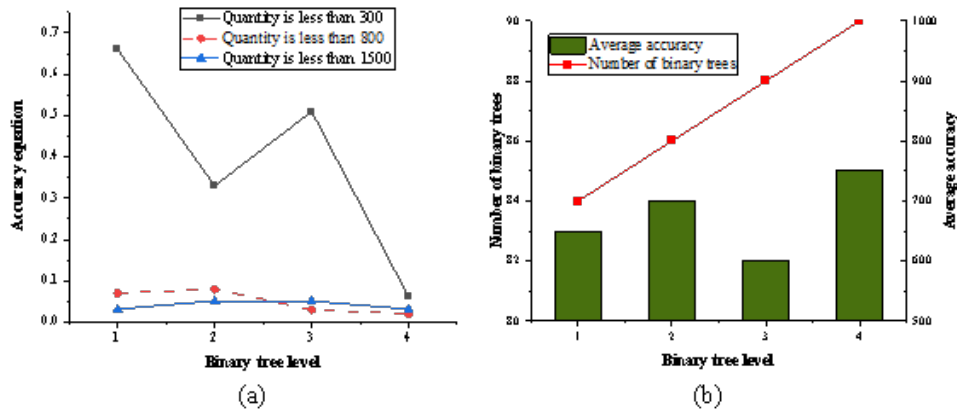 Quantity is less than 300
Quantity is less than 800
Quantity is less than 1500
0.7
0.6
0.5
0.4
0.3
0.2
0.1
0.0
Accuracy equation
1 2 3 4
Binary tree level
(a)
Average accuracy
Number of binary trees
90
88
86
84
82
80
Number of binary trees
1000
900
800
700
600
500
Average accuracy
1 2 3 4
Binary tree level
(b)